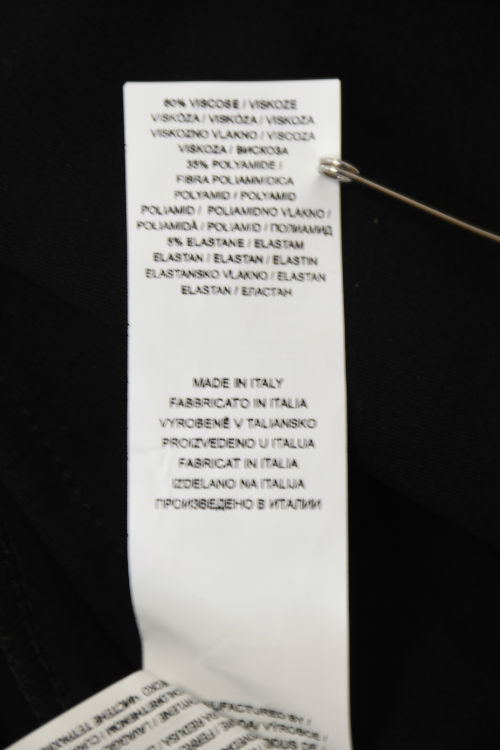 60% VISCOSE / VISKOZE
VISKÓZA / VISKÓZA / VISKOZA
VISKOZNO VLAKNO / VISCOZA
VISKOZA / ВИСКОЗА
35% POLYAMIDE /
FIBRA POLIAMMIDICA
POLYAMID / POLYAMID
POLIAMID / POLIAMIDNO VLAKNO /
POLIAMIDĂ / POLIAMID / ПОЛИАМИД
5% ELASTANE / ELASTAM
ELASTAN / ELASTAN / ELASTIN
ELASTANSKO VLAKNO / ELASTAN
ELASTAN / ЕЛАСТАН
MADE IN ITALY
FABBRICATO IN ITALIA
VYROBENÉ V TALIANSKO
PROIZVEDENO U ITALIJA
FABRICAT IN ITALIA
IZDELANO NA ITALIJA
ПРОИЗВЕДЕНО В ИТАЛИИ